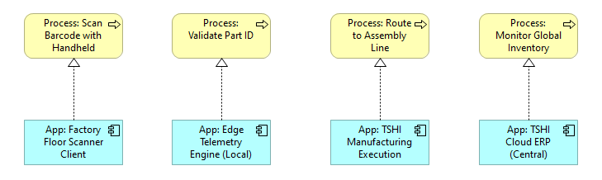 Process: Scan
Barcode with
Handheld
Process:
Validate Part ID
Process: Route
to Assembly
Line
Process:
Monitor Global
Inventory
App: Factory
Floor Scanner
Client
App: Edge
Telemetry
Engine (Local)
App: TSHI
Manufacturing
Execution
App: TSHI
Cloud ERP
(Central)